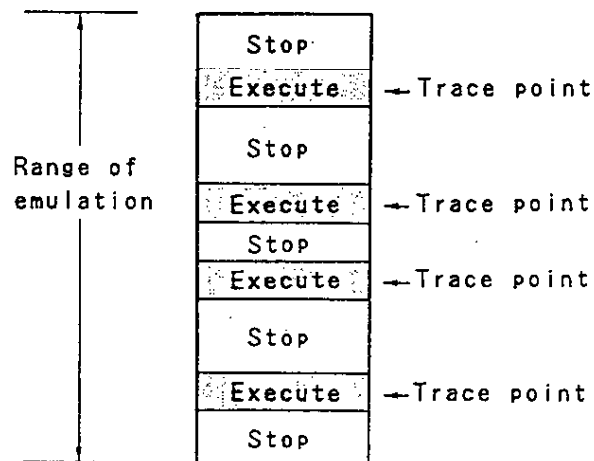 Stop
Execute ← Trace point
Stop
Range of
emulation
Execute ← Trace point
Stop
Execute ← Trace point
Stop
Execute ← Trace point
Stop